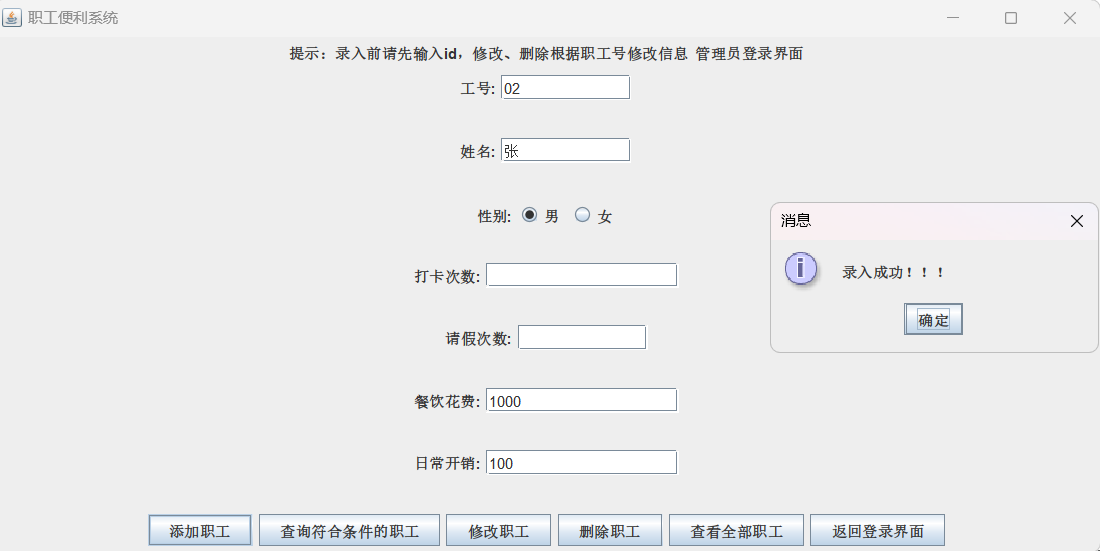 职工便利系统
提示：录入前请先输入id，修改、删除根据职工号修改信息 管理员登录界面
工号: 02
姓名: 张
性别: 男 女
消息
录入成功！！！
确定
打卡次数:
请假次数:
餐饮花费: 1000
日常开销: 100
添加职工 查询符合条件的职工 修改职工 删除职工 查看全部职工 返回登录界面